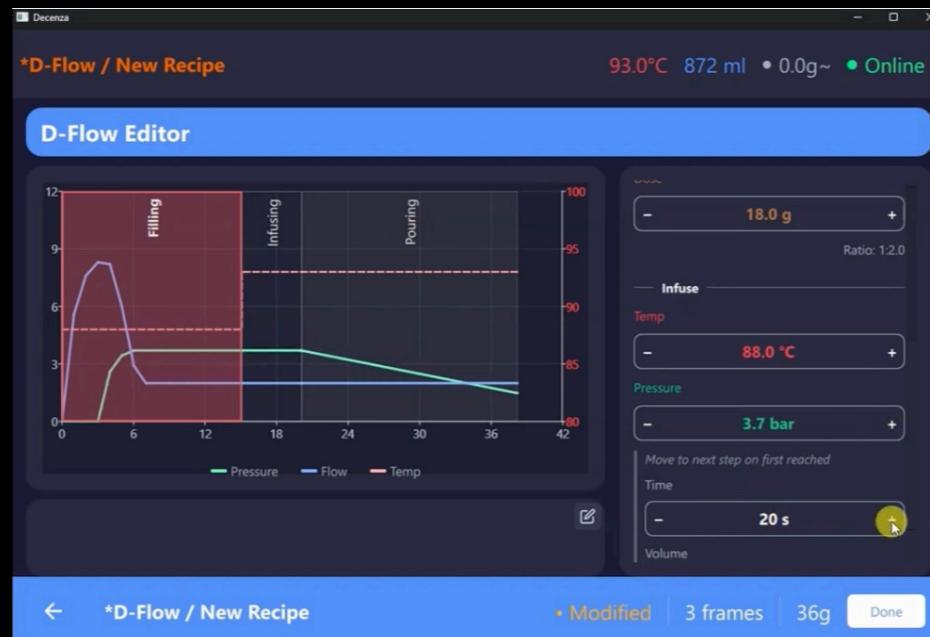 Decenza
*D-Flow / New Recipe
93.0°C 872 ml • 0.0g~ • Online
D-Flow Editor
12 9 6 3 0
Filling
Infusing
Pouring
100 95 90 85 80
0 6 12 18 24 30 36 42
Pressure Flow Temp
− 18.0 g +
Ratio: 1:2.0
Infuse
Temp
− 88.0 °C +
Pressure
− 3.7 bar +
Move to next step on first reached
Time
− 20 s
Volume
*D-Flow / New Recipe
• Modified 3 frames 36g Done